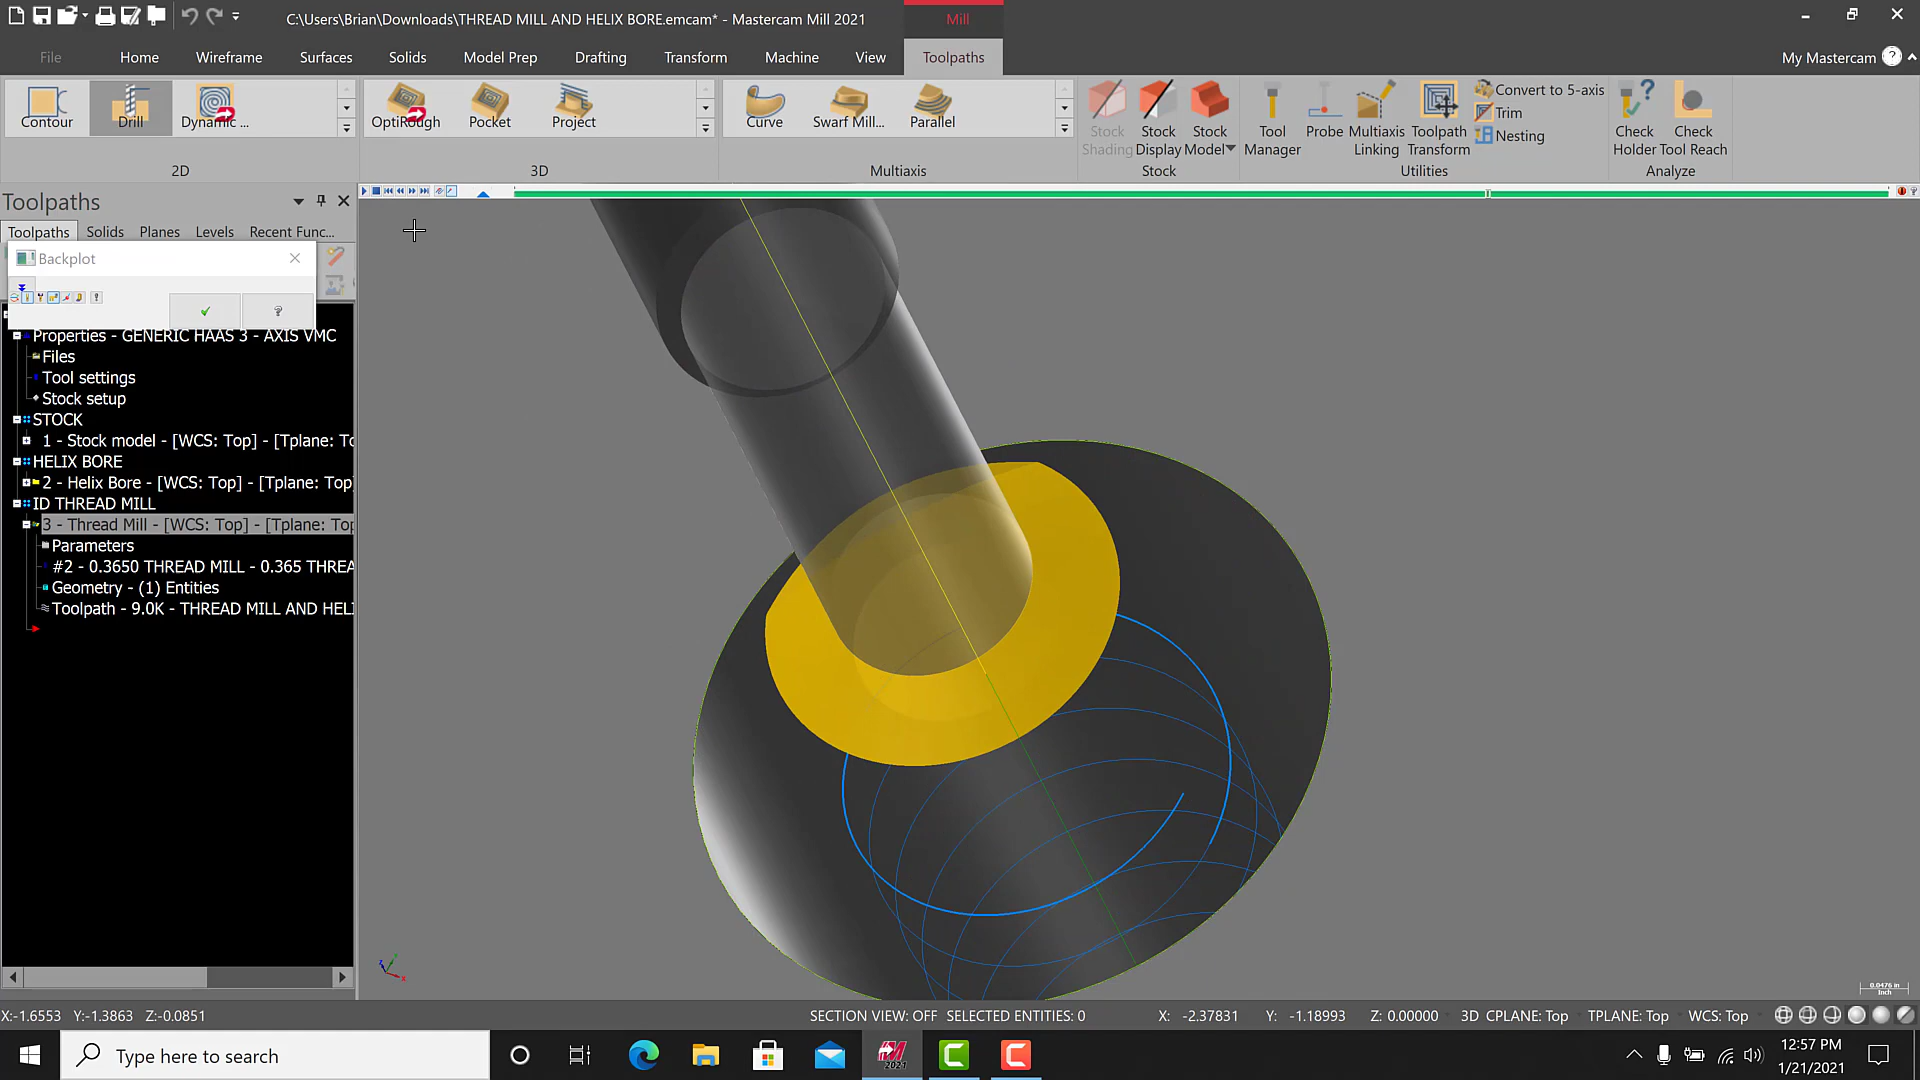 C:\Users\Brian\Downloads\THREAD MILL AND HELIX BORE.emcam* - Mastercam Mill 2021
Mill
File
Home
Wireframe
Surfaces
Solids
Model Prep
Drafting
Transform
Machine
View
Toolpaths
My Mastercam
Contour
Drill
Dynamic ...
OptiRough
Pocket
Project
Curve
Swarf Mill...
Parallel
Stock Shading
Stock Display
Stock Model
Tool Manager
Probe
Multiaxis Linking
Toolpath Transform
Convert to 5-axis
Trim
Nesting
Check Holder
Check Tool Reach
2D
3D
Multiaxis
Stock
Utilities
Analyze
Toolpaths
Toolpaths
Solids
Planes
Levels
Recent Func...
Backplot
Properties - GENERIC HAAS 3 - AXIS VMC
Files
Tool settings
Stock setup
STOCK
1 - Stock model - [WCS: Top] - [Tplane: To
HELIX BORE
2 - Helix Bore - [WCS: Top] - [Tplane: Top]
ID THREAD MILL
3 - Thread Mill - [WCS: Top] - [Tplane: Top
Parameters
#2 - 0.3650 THREAD MILL - 0.365 THREA
Geometry - (1) Entities
Toolpath - 9.0K - THREAD MILL AND HELI
0.0476 in
Inch
X:-1.6553 Y:-1.3863 Z:-0.0851
SECTION VIEW: OFF SELECTED ENTITIES: 0
X: -2.37831 Y: -1.18993 Z: 0.00000 3D CPLANE: Top TPLANE: Top WCS: Top
Type here to search
2021
12:57 PM
1/21/2021